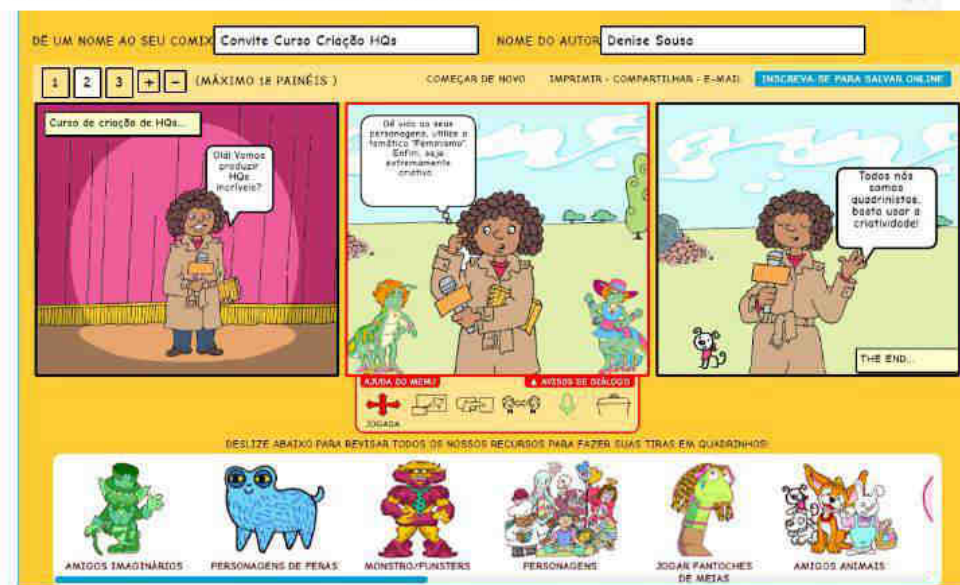 DÊ UM NOME AO SEU COMIX
Convite Curso Criação HQs
NOME DO AUTOR
Denise Sousa
1 2 3 + - (MÁXIMO 18 PAINÉIS )
COMEÇAR DE NOVO
IMPRIMIR - COMPARTILHAR - E-MAIL
INSCREVA-SE PARA SALVAR ONLINE
Curso de criação de HQs...
Olá! Vamos
produzir
HQs
incríveis?
Dê vida ao seus
personagens, utilize a
temática "Feminismo".
Enfim, seja
extremamente
criativo
Todos nós
somos
quadrinistas,
basta usar a
criatividade!
THE END...
AJUDA DO MENU
AVISOS DE DIÁLOGO
JOGADA
DESLIZE ABAIXO PARA REVISAR TODOS OS NOSSOS RECURSOS PARA FAZER SUAS TIRAS EM QUADRINHOS!
AMIGOS IMAGINÁRIOS
PERSONAGENS DE PENAS
MONSTRO/FUNSTERS
PERSONAGENS
JOGAR FANTOCHES
DE MEIAS
AMIGOS ANIMAIS